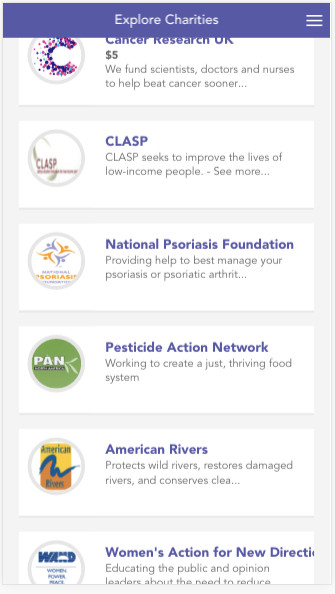 Explore Charities
Cancer Research UK
$5
We fund scientists, doctors and nurses
to help beat cancer sooner...
CLASP
CLASP
CLASP seeks to improve the lives of
low-income people. - See more...
National Psoriasis Foundation
Providing help to best manage your
psoriasis or psoriatic arthrit...
NATIONAL
PSORIASIS
FOUNDATION
Pesticide Action Network
Working to create a just, thriving food
system
PAN
American Rivers
Protects wild rivers, restores damaged
rivers, and conserves clea...
American
Rivers
Women's Action for New Directi
Educating the public and opinion
leaders about the need to reduce
WAND
WOMEN.
POWER.
PEACE.